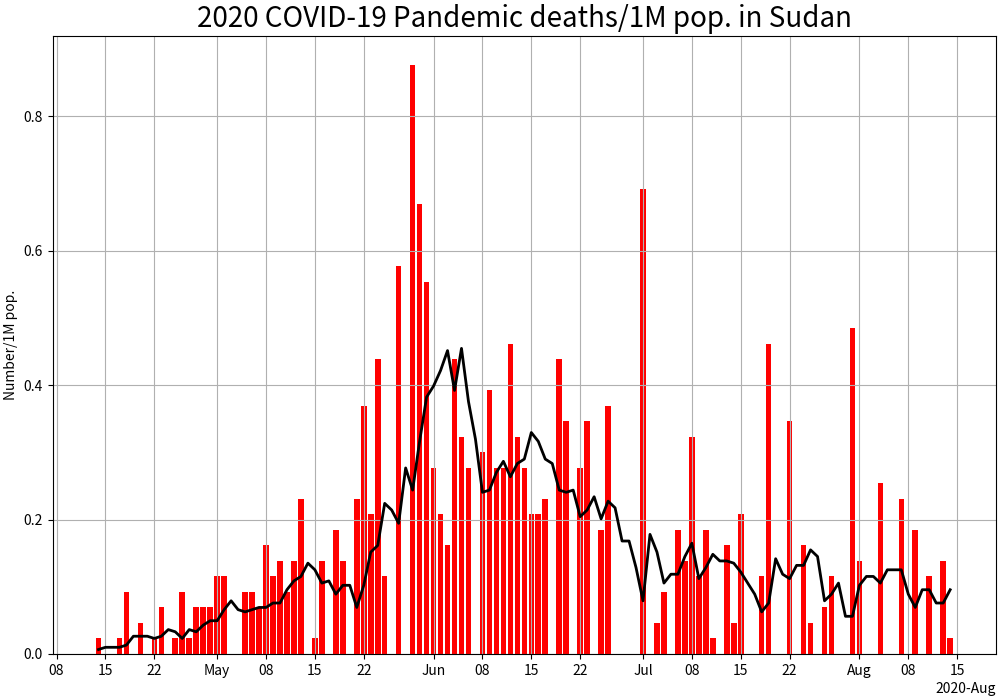 2020 COVID-19 Pandemic deaths/1M pop. in Sudan
Number/1M pop.
0.8
0.6
0.4
0.2
0.0
08 15 22 May 08 15 22 Jun 08 15 22 Jul 08 15 22 Aug 08 15
2020-Aug